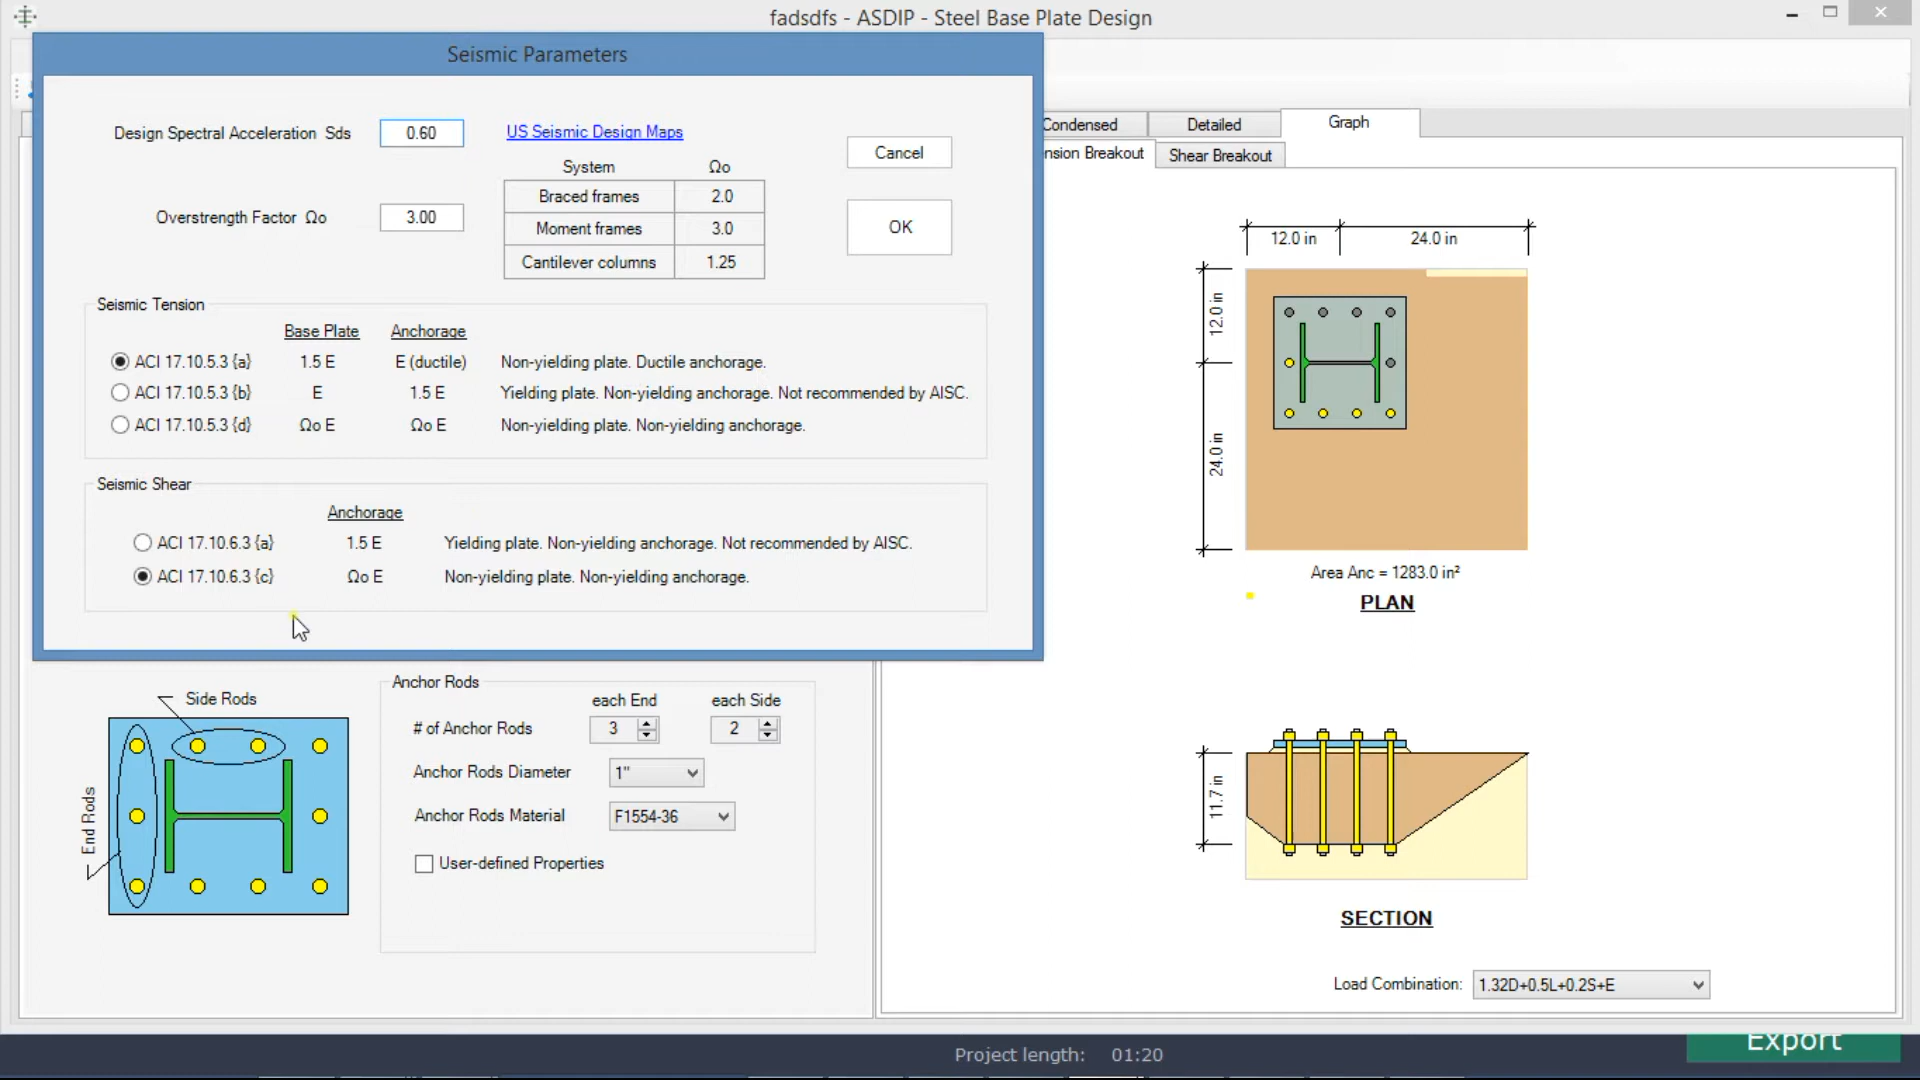 fadsdfs - ASDIP - Steel Base Plate Design
Seismic Parameters
Design Spectral Acceleration Sds
0.60
US Seismic Design Maps
Cancel
System Ωo
Braced frames 2.0
Overstrength Factor Ωo
3.00
Moment frames 3.0
OK
Cantilever columns 1.25
Seismic Tension
Base Plate Anchorage
ACI 17.10.5.3 {a} 1.5 E E (ductile) Non-yielding plate. Ductile anchorage.
ACI 17.10.5.3 {b} E 1.5 E Yielding plate. Non-yielding anchorage. Not recommended by AISC.
ACI 17.10.5.3 {d} Ωo E Ωo E Non-yielding plate. Non-yielding anchorage.
Seismic Shear
Anchorage
ACI 17.10.6.3 {a} 1.5 E Yielding plate. Non-yielding anchorage. Not recommended by AISC.
ACI 17.10.6.3 {c} Ωo E Non-yielding plate. Non-yielding anchorage.
Condensed Detailed Graph
nsion Breakout Shear Breakout
12.0 in 24.0 in
12.0 in
24.0 in
Area Anc = 1283.0 in²
PLAN
11.7 in
SECTION
Load Combination: 1.32D+0.5L+0.2S+E
Side Rods
End Rods
Anchor Rods
each End each Side
# of Anchor Rods 3 2
Anchor Rods Diameter 1"
Anchor Rods Material F1554-36
User-defined Properties
Project length: 01:20
Export